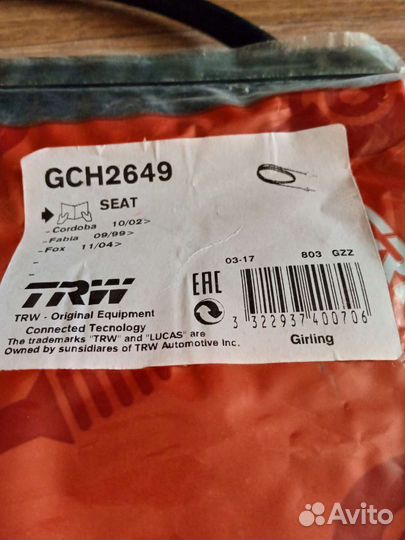 GCH2649
SEAT
- Cordoba 10/02>
- Fabia 09/99>
- Fox 11/04>
-
-
TRW
TRW - Original Equipment
Connected Tecnology
The trademarks "TRW" and "LUCAS" are
Owned by sunsidiares of TRW Automotive Inc.
EAC
03-17 803 GZZ
3 322937 400706
Girling
Avito